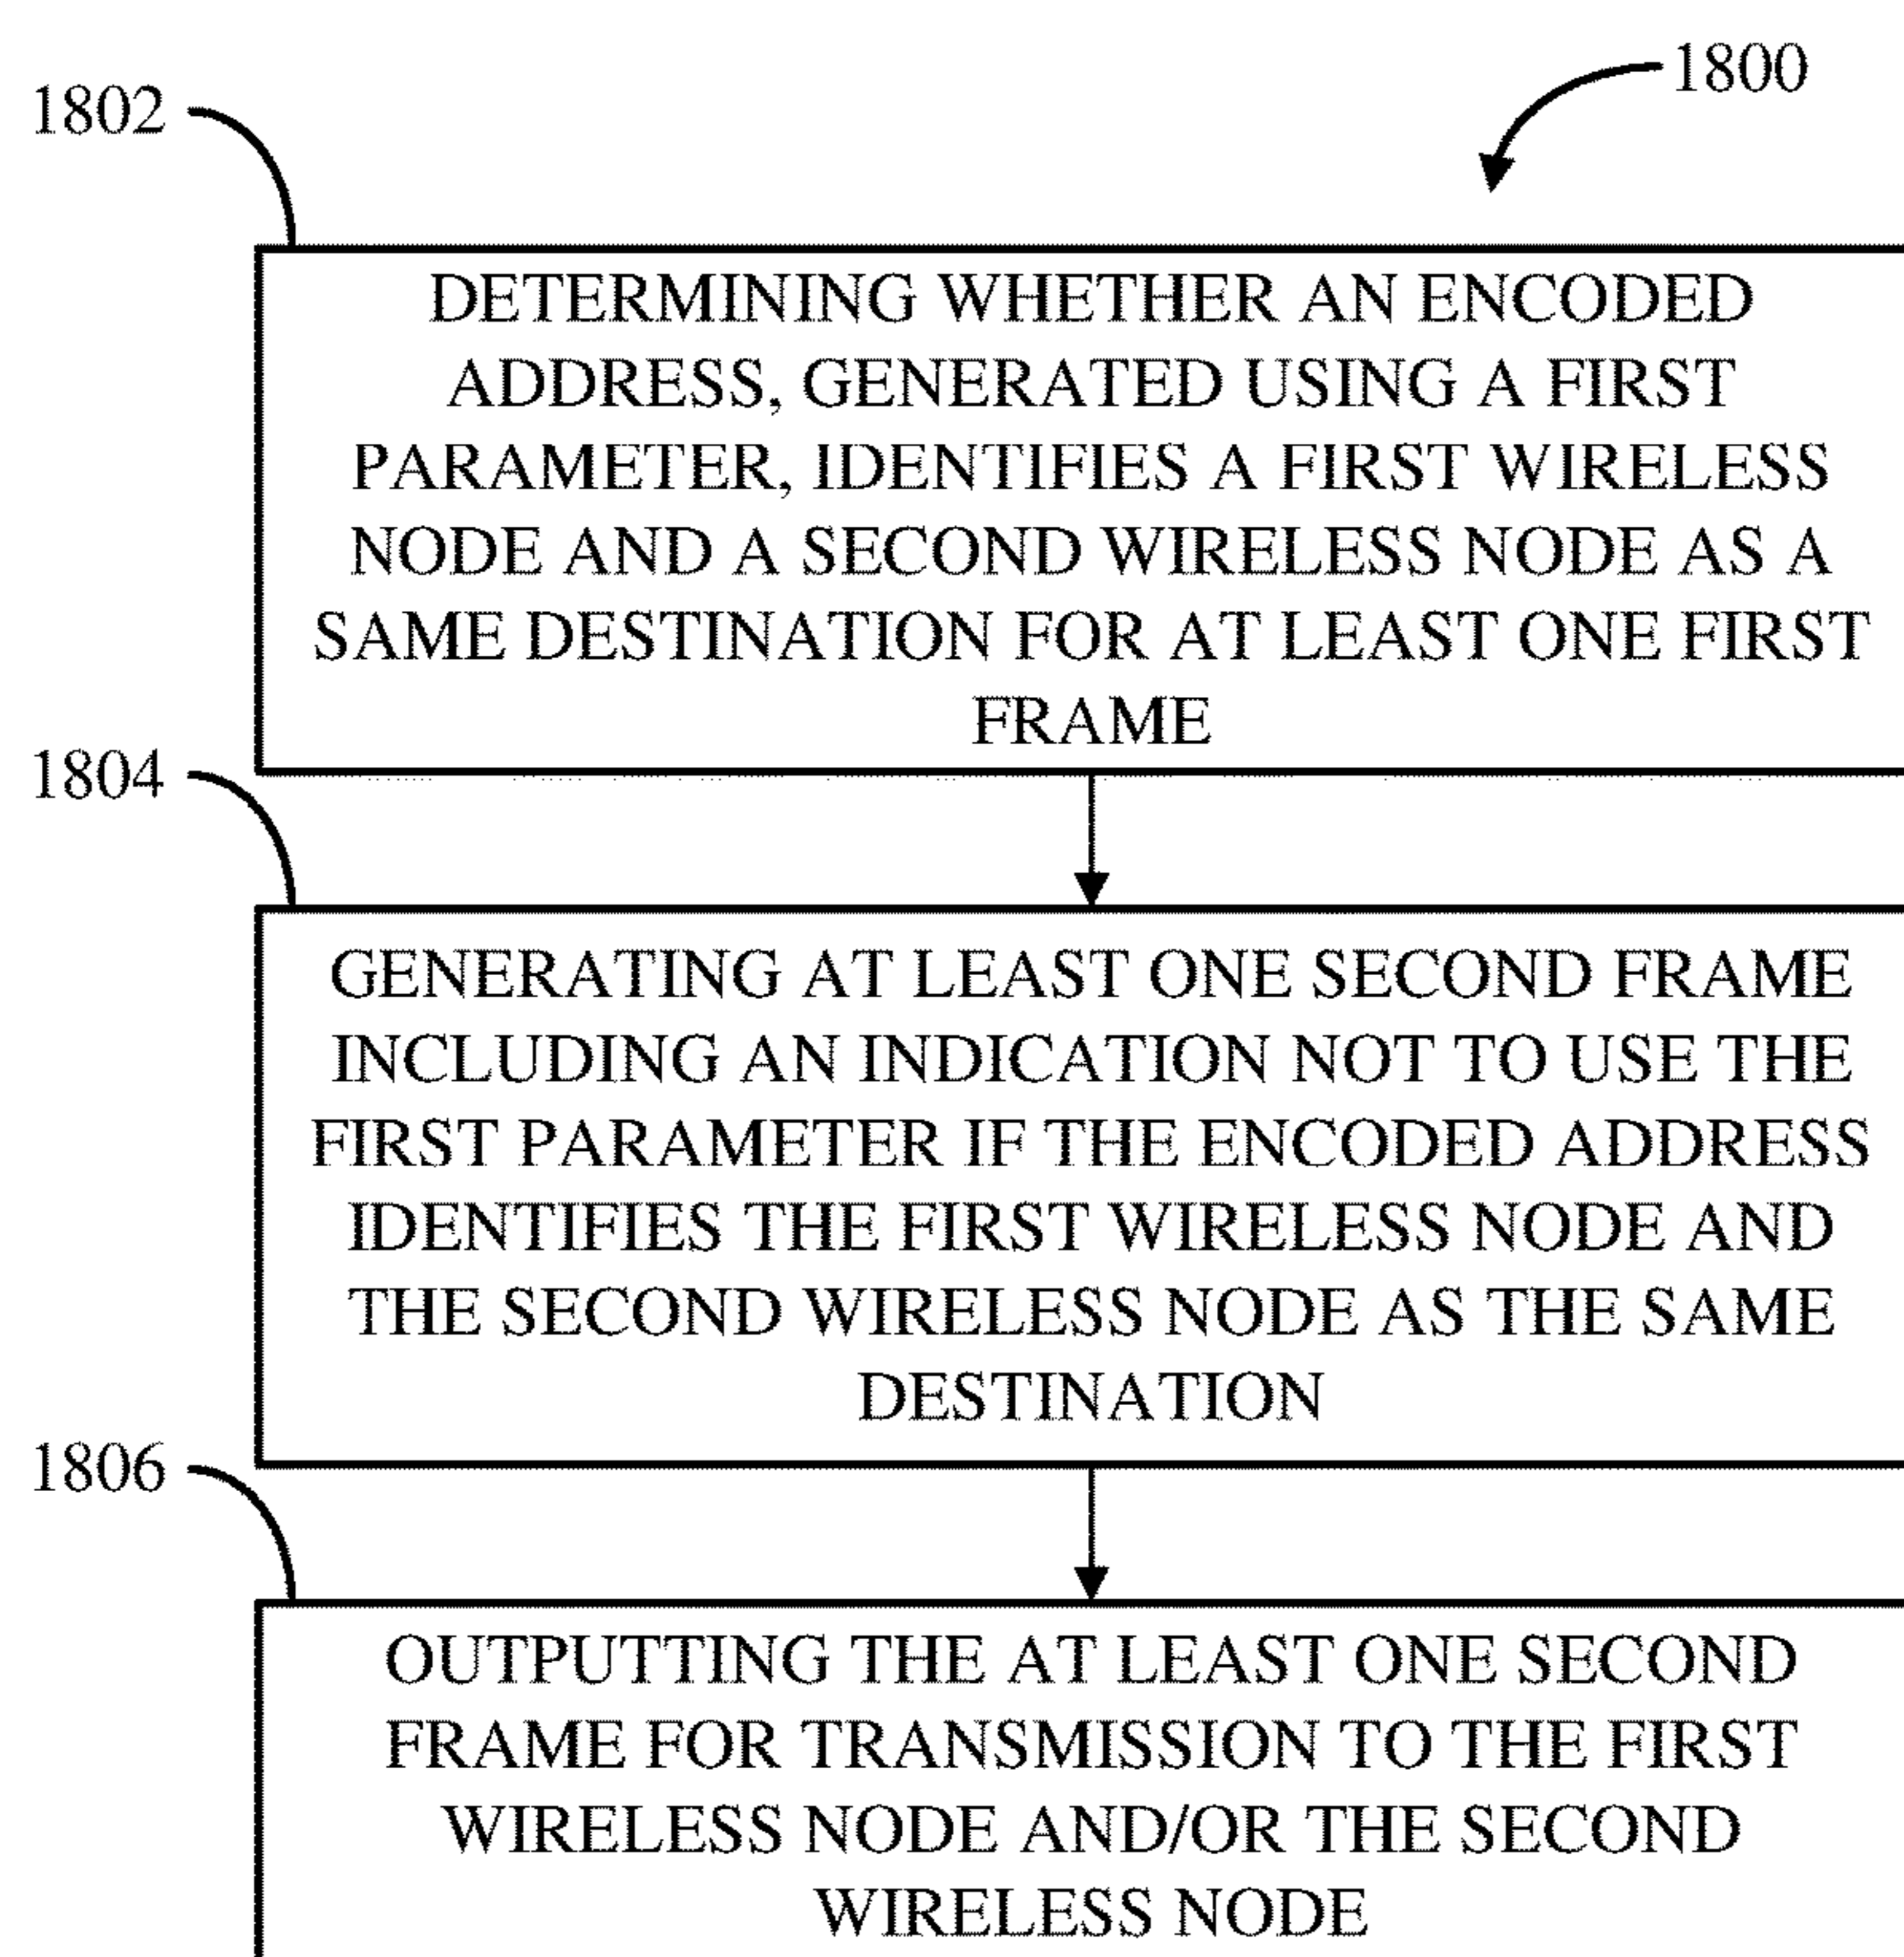 1800
1802
DETERMINING WHETHER AN ENCODED
ADDRESS, GENERATED USING A FIRST
PARAMETER, IDENTIFIES A FIRST WIRELESS
NODE AND A SECOND WIRELESS NODE AS A
SAME DESTINATION FOR AT LEAST ONE FIRST
FRAME
1804
GENERATING AT LEAST ONE SECOND FRAME
INCLUDING AN INDICATION NOT TO USE THE
FIRST PARAMETER IF THE ENCODED ADDRESS
IDENTIFIES THE FIRST WIRELESS NODE AND
THE SECOND WIRELESS NODE AS THE SAME
DESTINATION
1806
OUTPUTTING THE AT LEAST ONE SECOND
FRAME FOR TRANSMISSION TO THE FIRST
WIRELESS NODE AND/OR THE SECOND
WIRELESS NODE